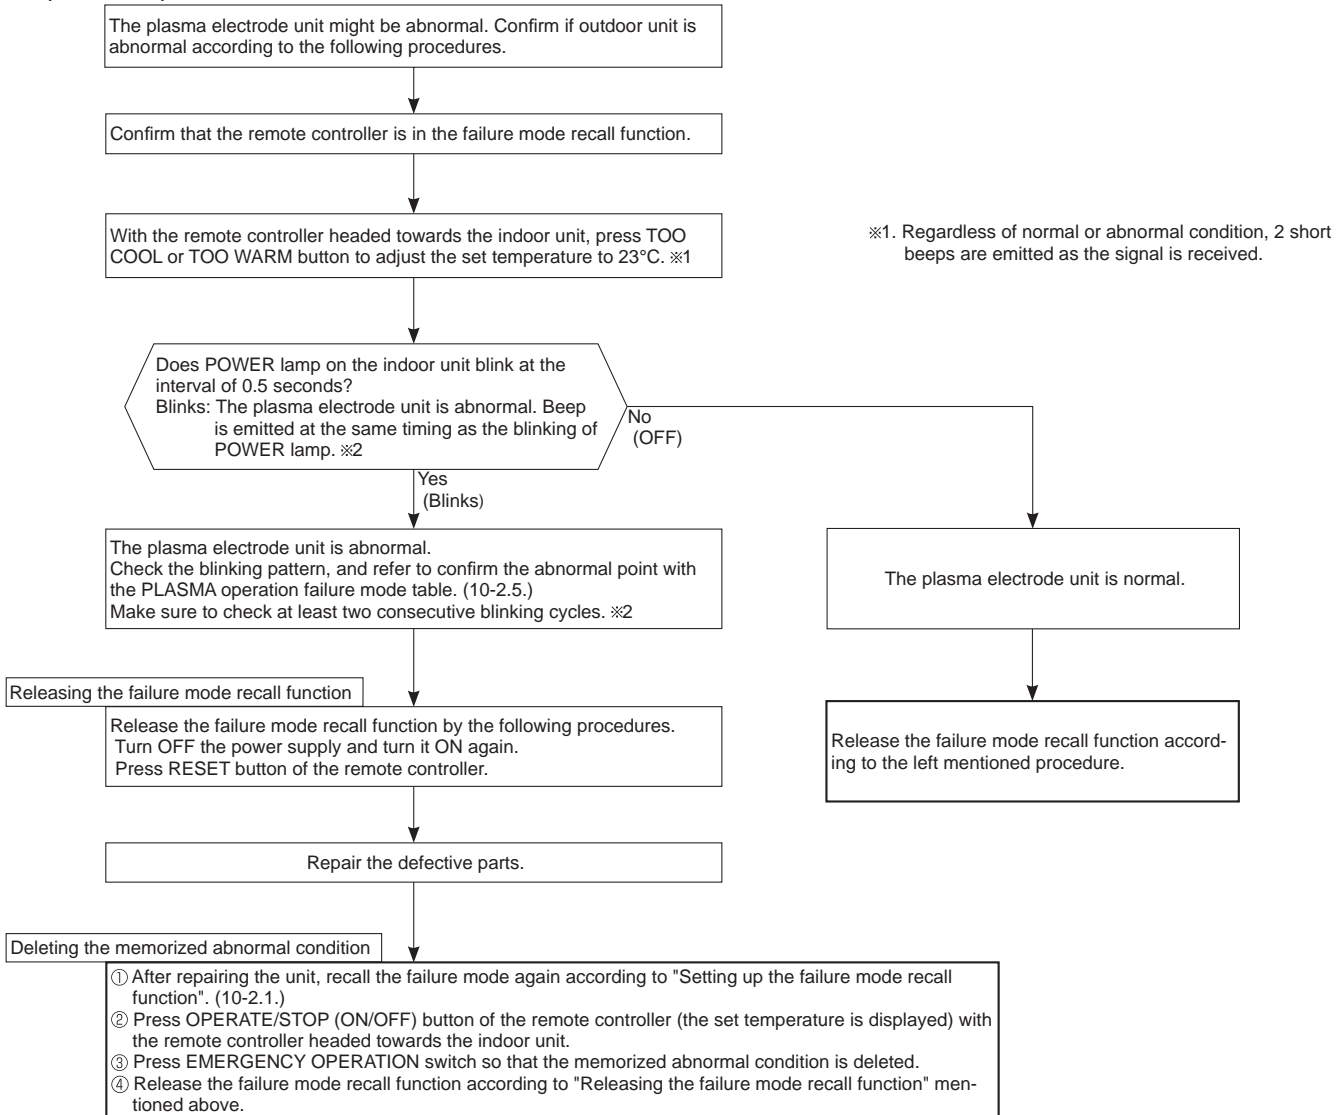 The plasma electrode unit might be abnormal. Confirm if outdoor unit is
abnormal according to the following procedures.
Confirm that the remote controller is in the failure mode recall function.
With the remote controller headed towards the indoor unit, press TOO
COOL or TOO WARM button to adjust the set temperature to 23°C. ※1
※1. Regardless of normal or abnormal condition, 2 short
beeps are emitted as the signal is received.
Does POWER lamp on the indoor unit blink at the
interval of 0.5 seconds?
Blinks: The plasma electrode unit is abnormal. Beep
is emitted at the same timing as the blinking of
POWER lamp. ※2
No
(OFF)
Yes
(Blinks)
The plasma electrode unit is abnormal.
Check the blinking pattern, and refer to confirm the abnormal point with
the PLASMA operation failure mode table. (10-2.5.)
Make sure to check at least two consecutive blinking cycles. ※2
The plasma electrode unit is normal.
Releasing the failure mode recall function
Release the failure mode recall function by the following procedures.
Turn OFF the power supply and turn it ON again.
Press RESET button of the remote controller.
Release the failure mode recall function accord-
ing to the left mentioned procedure.
Repair the defective parts.
Deleting the memorized abnormal condition
① After repairing the unit, recall the failure mode again according to "Setting up the failure mode recall
function". (10-2.1.)
② Press OPERATE/STOP (ON/OFF) button of the remote controller (the set temperature is displayed) with
the remote controller headed towards the indoor unit.
③ Press EMERGENCY OPERATION switch so that the memorized abnormal condition is deleted.
④ Release the failure mode recall function according to "Releasing the failure mode recall function" men-
tioned above.